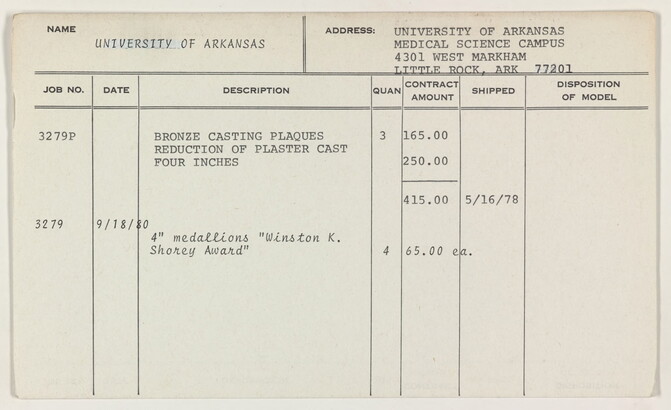 NAME
UNIVERSITY OF ARKANSAS
ADDRESS:
UNIVERSITY OF ARKANSAS
MEDICAL SCIENCE CAMPUS
4301 WEST MARKHAM
LITTLE ROCK, ARK 77201
JOB NO. DATE DESCRIPTION QUAN CONTRACT AMOUNT SHIPPED DISPOSITION OF MODEL
3279P BRONZE CASTING PLAQUES 3 165.00
REDUCTION OF PLASTER CAST
FOUR INCHES 250.00
415.00 5/16/78
3279 9/18/80
4" medallions "Winston K.
Shorey Award" 4 65.00 ea.